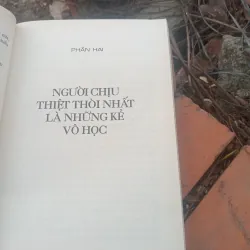 PHẦN HAI
NGƯỜI CHỊU
THIỆT THÒI NHẤT
LÀ NHỮNG KẺ
VÔ HỌC